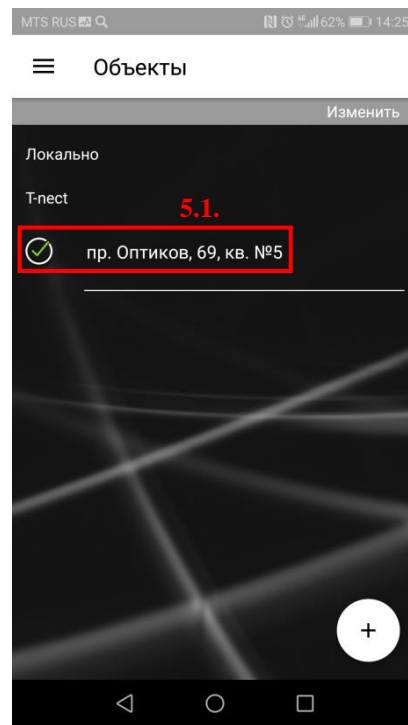 MTS RUS 62% 14:25
Объекты
Изменить
Локально
T-nect
5.1.
пр. Оптиков, 69, кв. №5
+